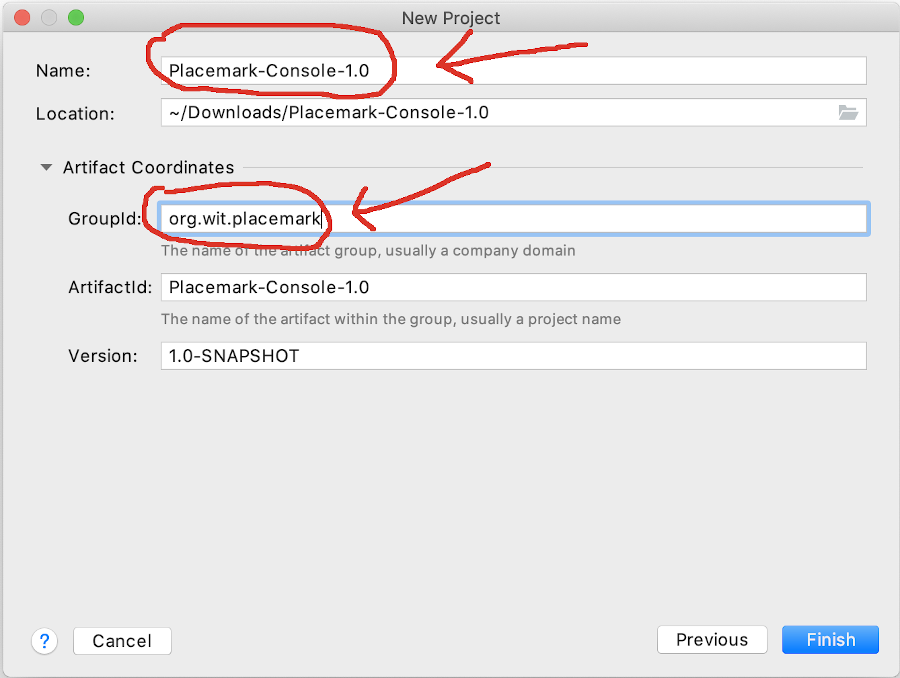 New Project
Name: Placemark-Console-1.0
Location: ~/Downloads/Placemark-Console-1.0
Artifact Coordinates
GroupId: org.wit.placemark
The name of the artifact group, usually a company domain
ArtifactId: Placemark-Console-1.0
The name of the artifact within the group, usually a project name
Version: 1.0-SNAPSHOT
? Cancel Previous Finish